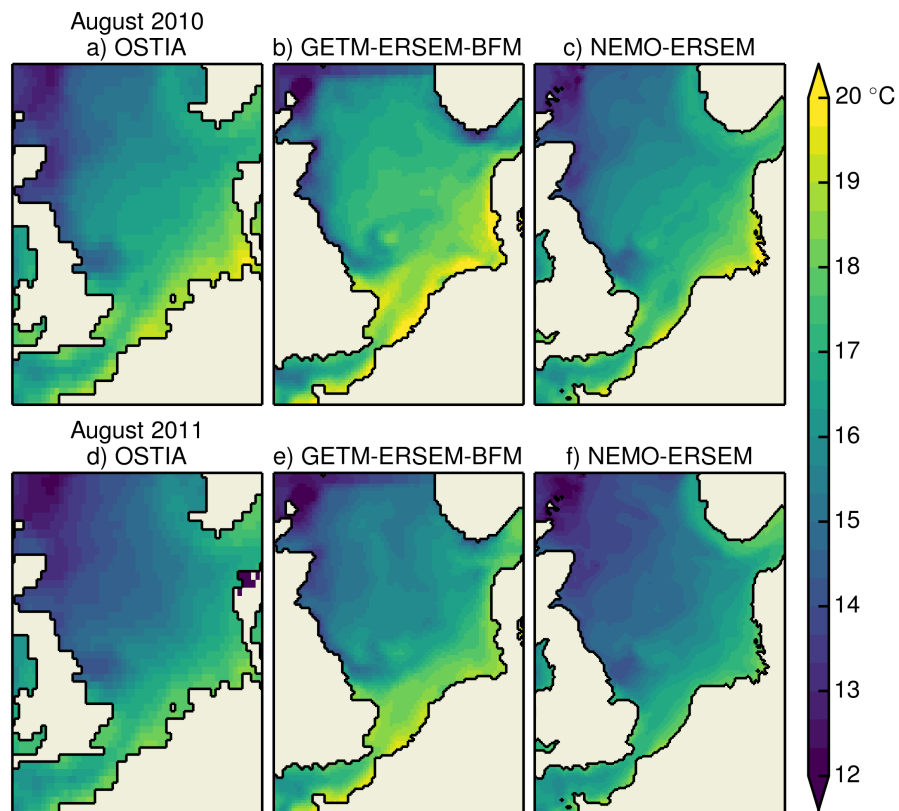 August 2010
a) OSTIA
b) GETM-ERSEM-BFM
c) NEMO-ERSEM
20 °C
19
18
17
16
15
14
13
12
August 2011
d) OSTIA
e) GETM-ERSEM-BFM
f) NEMO-ERSEM